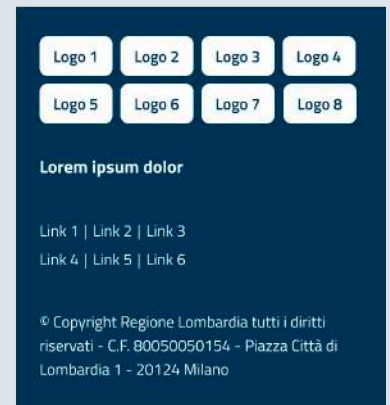 Logo 1 Logo 2 Logo 3 Logo 4
Logo 5 Logo 6 Logo 7 Logo 8
Lorem ipsum dolor
Link 1 | Link 2 | Link 3
Link 4 | Link 5 | Link 6
© Copyright Regione Lombardia tutti i diritti
riservati - C.F. 80050050154 - Piazza Città di
Lombardia 1 - 20124 Milano